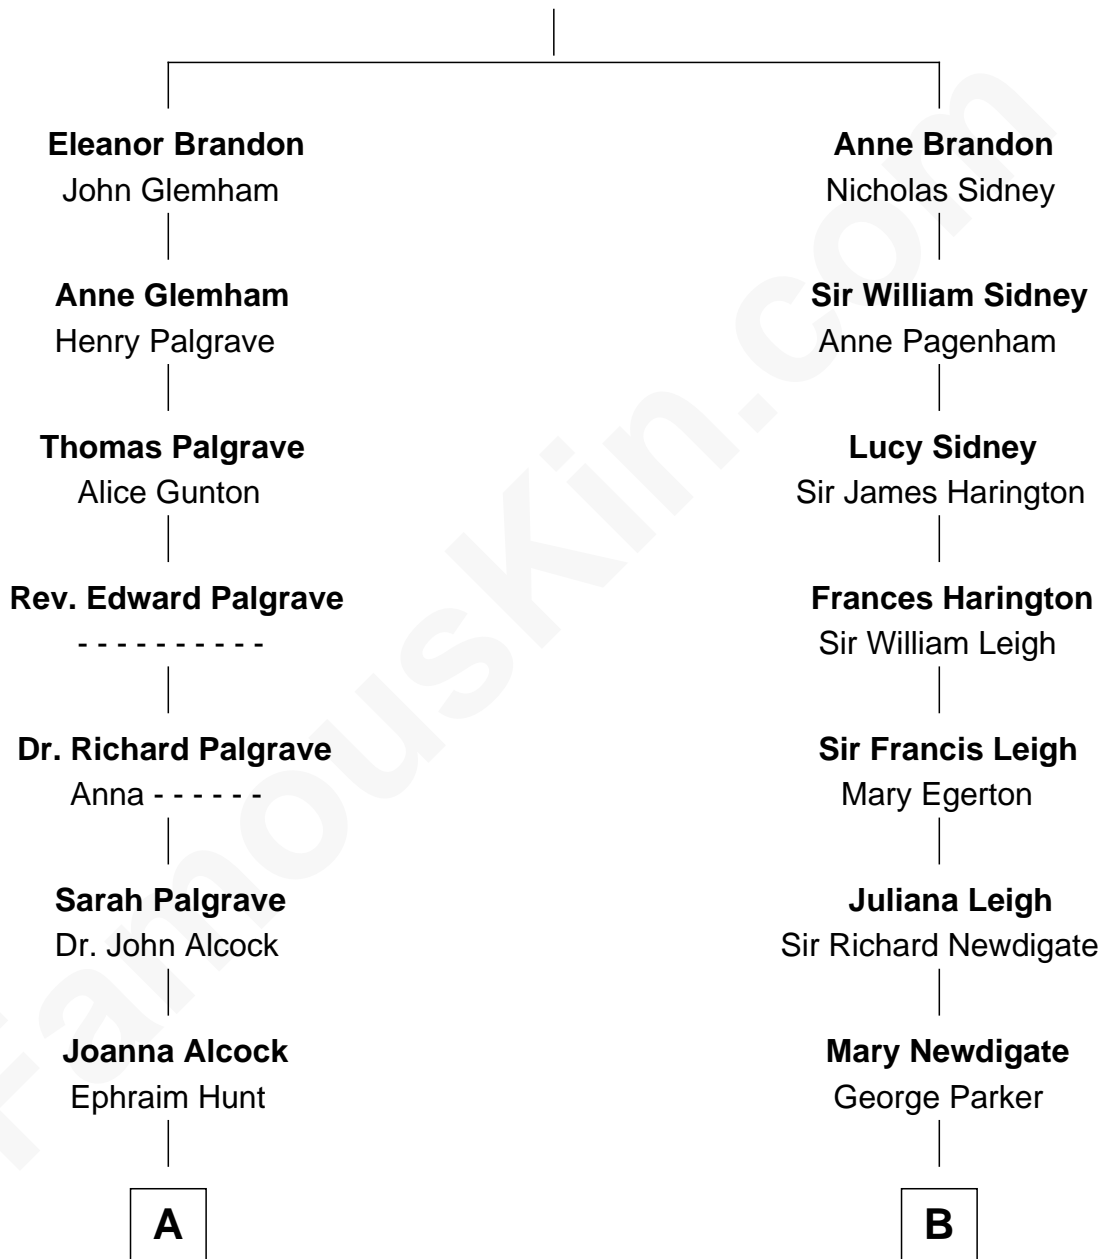 Eleanor Brandon
John Glemham
Anne Glemham
Henry Palgrave
Thomas Palgrave
Alice Gunton
Rev. Edward Palgrave
- - - - - - - - - -
Dr. Richard Palgrave
Anna - - - - - -
Sarah Palgrave
Dr. John Alcock
Joanna Alcock
Ephraim Hunt
A
Anne Brandon
Nicholas Sidney
Sir William Sidney
Anne Pagenham
Lucy Sidney
Sir James Harington
Frances Harington
Sir William Leigh
Sir Francis Leigh
Mary Egerton
Juliana Leigh
Sir Richard Newdigate
Mary Newdigate
George Parker
B
FamousKin.com